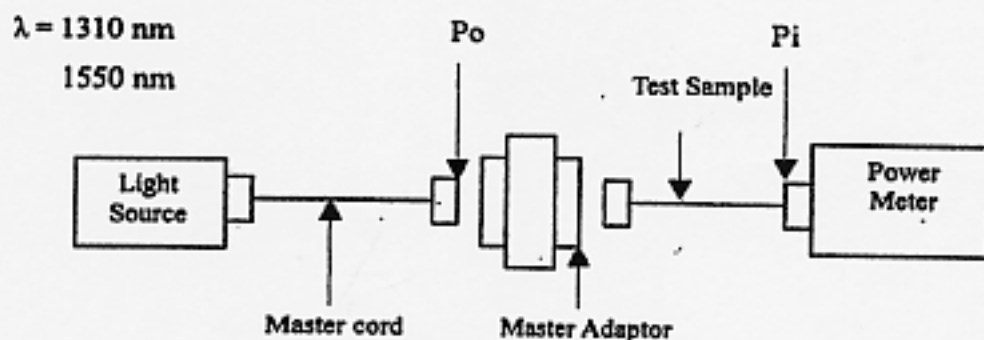 λ = 1310 nm
1550 nm
Po
Pi
Test Sample
Light
Source
Power
Meter
Master cord
Master Adaptor